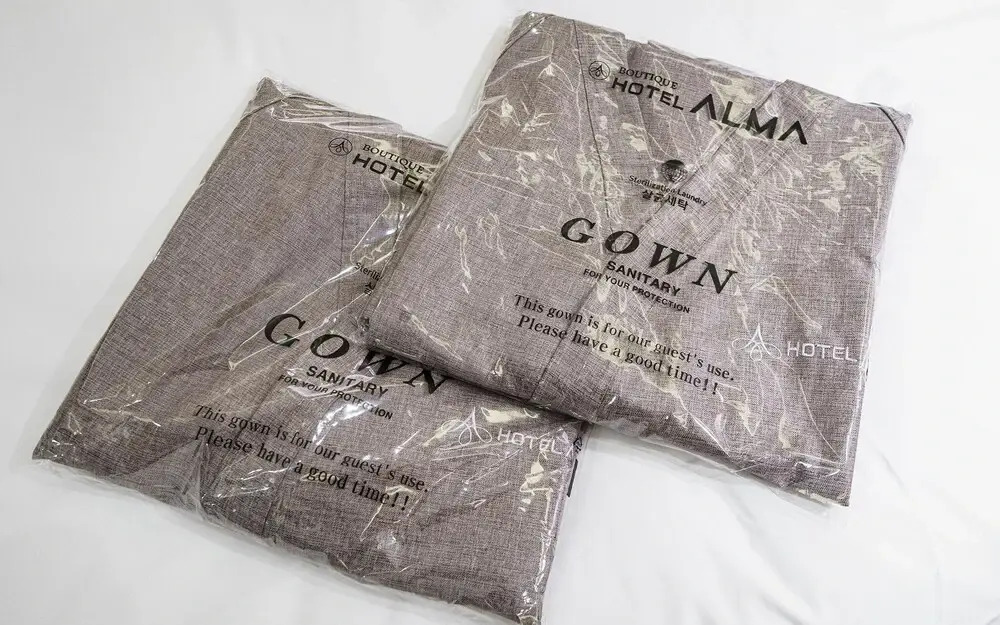 BOUTIQUE
HOTEL ALMA
Sterilization Laundry
살균세탁
GOWN
SANITARY
FOR YOUR PROTECTION
This gown is for our guest's use.
Please have a good time!!
HOTEL
BOUTIQUE
HOTEL
GOWN
SANITARY
FOR YOUR PROTECTION
This gown is for our guest's use.
Please have a good time!!
HOTEL